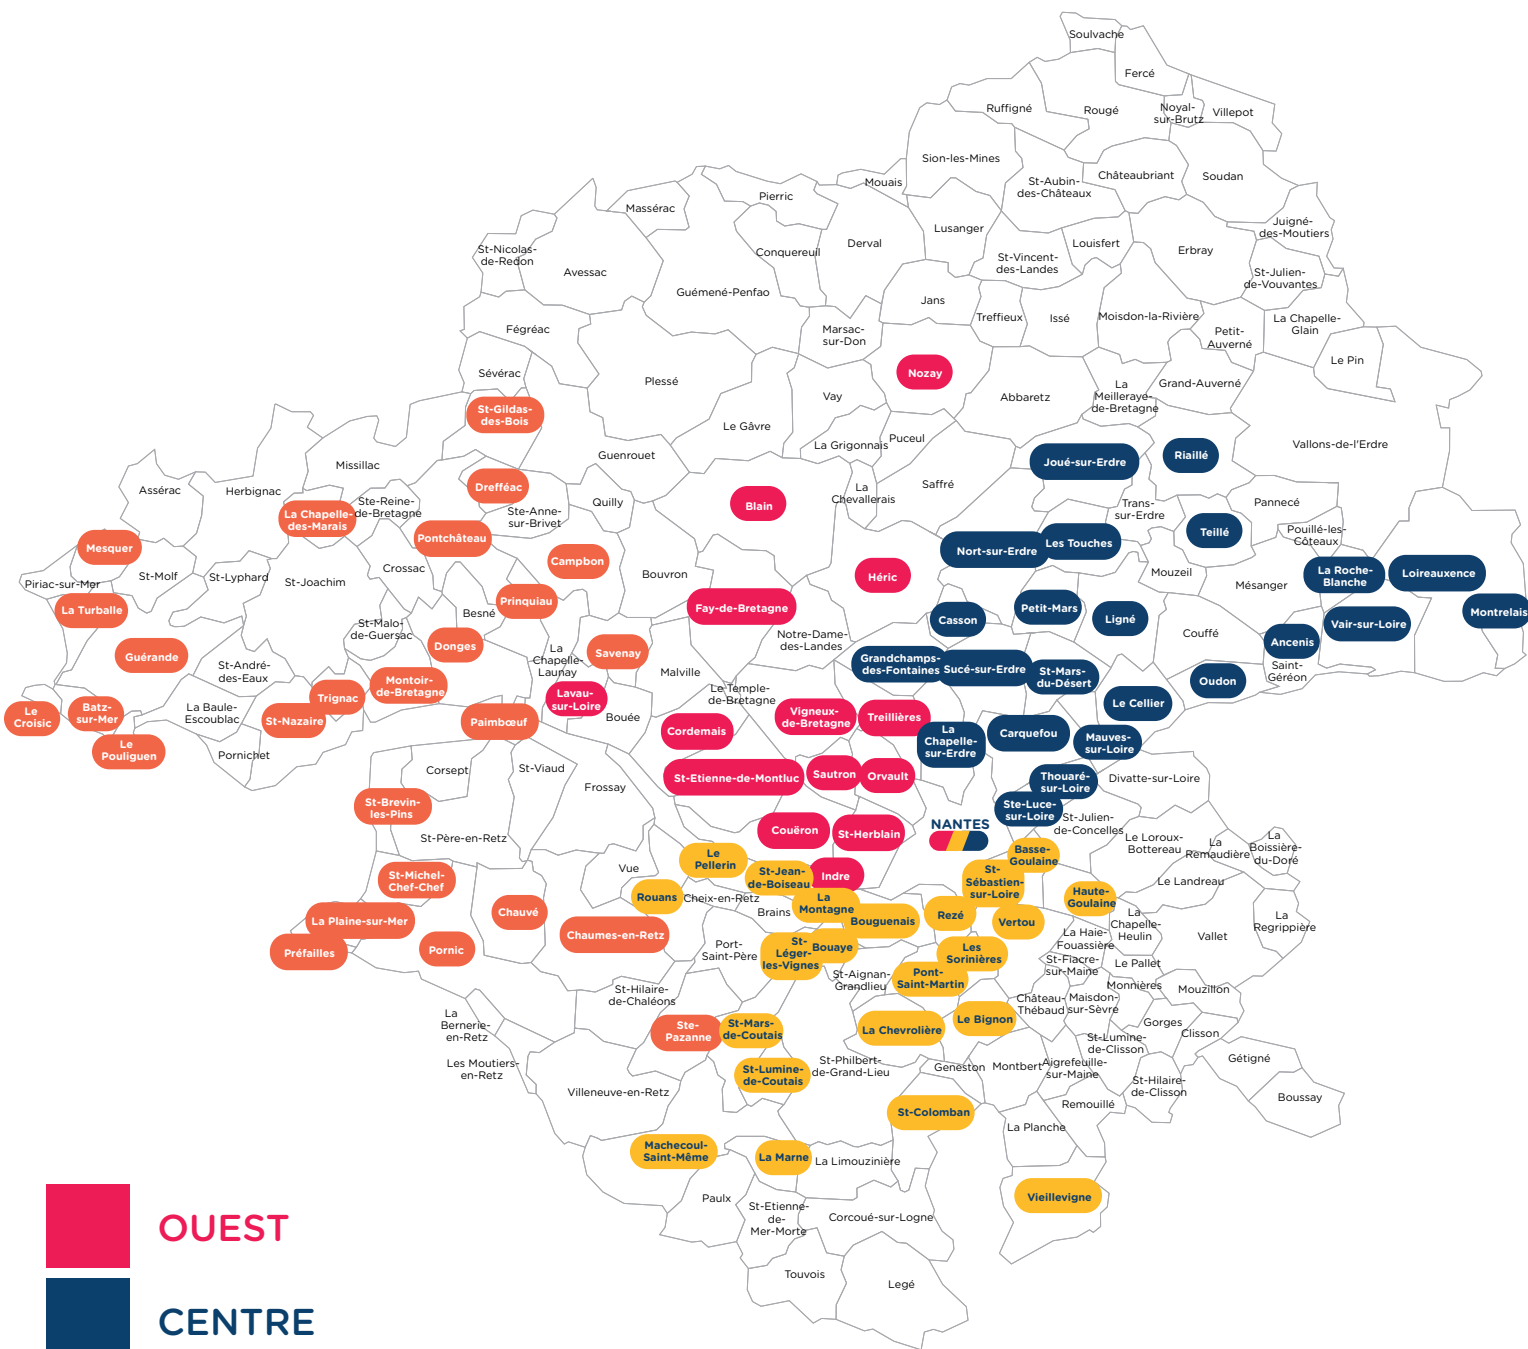 Soulvache
Fercé
Ruffigné
Rougé
Noyal-
sur-Brutz
Villepot
Sion-les-Mines
Mouais
St-Aubin-
des-Châteaux
Châteaubriant
Soudan
Pierric
Massérac
Juigné-
des-Moutiers
Lusanger
Derval
Conquereuil
Louisfert
Erbray
St-Nicolas-
de-Redon
Avessac
St-Vincent-
des-Landes
St-Julien-
de-Vouvantes
Guémené-Penfao
Jans
Treffieux
Issé
Moisdon-la-Rivière
La Chapelle-
Glain
Fégréac
Marsac-
sur-Don
Petit-
Auverné
Le Pin
Sévérac
Plessé
Nozay
Grand-Auverné
Vay
Abbaretz
La
Meilleraye-
de-Bretagne
St-Gildas-
des-Bois
Le Gâvre
La Grigonnais
Puceul
Vallons-de-l'Erdre
Guenrouet
Missillac
Joué-sur-Erdre
Riaillé
Assérac
Herbignac
Drefféac
Saffré
La
Chevallerais
Ste-Reine-
de-Bretagne
Quilly
Blain
Trans-
sur-Erdre
Pannecé
La Chapelle-
des-Marais
Ste-Anne-
sur-Brivet
Teillé
Pouillé-les-
Côteaux
Pontchâteau
Mesquer
Nort-sur-Erdre
Les Touches
Campbon
Crossac
Bouvron
Héric
Mouzeil
Mésanger
La Roche-
Blanche
Loireauxence
Piriac-sur-Mer
St-Molf
St-Lyphard
St-Joachim
La Turballe
Besné
Prinquiau
Fay-de-Bretagne
Casson
Petit-Mars
Ligné
Montrelais
Vair-sur-Loire
St-Malo-
de-Guersac
Notre-Dame-
des-Landes
Couffé
Ancenis
Guérande
Donges
La
Chapelle-
Launay
Savenay
Grandchamps-
des-Fontaines
Sucé-sur-Erdre
St-Mars-
du-Désert
Saint-
Géréon
St-André-
des-Eaux
Montoir-
de-Bretagne
Malville
Oudon
Trignac
Lavau-
sur-Loire
Le Temple-
de-Bretagne
Le Cellier
Le
Croisic
Batz-
sur-Mer
La Baule-
Escoublac
St-Nazaire
Paimbœuf
Bouée
Vigneux-
de-Bretagne
Treillières
Cordemais
La
Chapelle-
sur-Erdre
Carquefou
Mauves-
sur-Loire
Le
Pouliguen
Pornichet
Corsept
St-Viaud
St-Etienne-de-Montluc
Sautron
Orvault
Thouaré-
sur-Loire
Divatte-sur-Loire
Frossay
St-Brevin-
les-Pins
Ste-Luce-
sur-Loire
St-Julien-
de-Concelles
NANTES
Couëron
St-Herblain
St-Père-en-Retz
Le Loroux-
Bottereau
La
Remaudière
La
Boissière-
du-Doré
Le
Pellerin
Basse-
Goulaine
Vue
St-Jean-
de-Boiseau
Indre
St-
Sébastien-
sur-Loire
Le Landreau
St-Michel-
Chef-Chef
Rouans
Cheix-en-Retz
La
Montagne
Haute-
Goulaine
La Plaine-sur-Mer
Chauvé
Brains
Bouguenais
Rezé
Vertou
La
Chapelle-
Heulin
La
Regrippière
Chaumes-en-Retz
La Haie-
Fouassière
Vallet
Préfailles
Pornic
Port-
Saint-Père
St-
Léger-
les-Vignes
Bouaye
Les
Sorinières
St-Fiacre-
sur-Maine
Le Pallet
St-Aignan-
Grandlieu
Pont-
Saint-Martin
Monnières
Mouzillon
St-Hilaire-
de-Chaléons
Château-
Thébaud
Maisdon-
sur-Sèvre
La
Bernerie-
en-Retz
Ste-
Pazanne
St-Mars-
de-Coutais
La Chevrolière
Le Bignon
Gorges
Clisson
St-Lumine-
de-Clisson
Les Moutiers-
en-Retz
St-Lumine-
de-Coutais
St-Philbert-
de-Grand-Lieu
Geneston
Montbert
Aigrefeuille-
sur-Maine
Gétigné
Villeneuve-en-Retz
St-Hilaire-
de-Clisson
Boussay
St-Colomban
Remouillé
La Planche
Machecoul-
Saint-Même
La Marne
La Limouzinière
Paulx
Vieillevigne
St-Etienne-
de-
Mer-Morte
Corcoué-sur-Logne
Touvois
Legé
OUEST
CENTRE